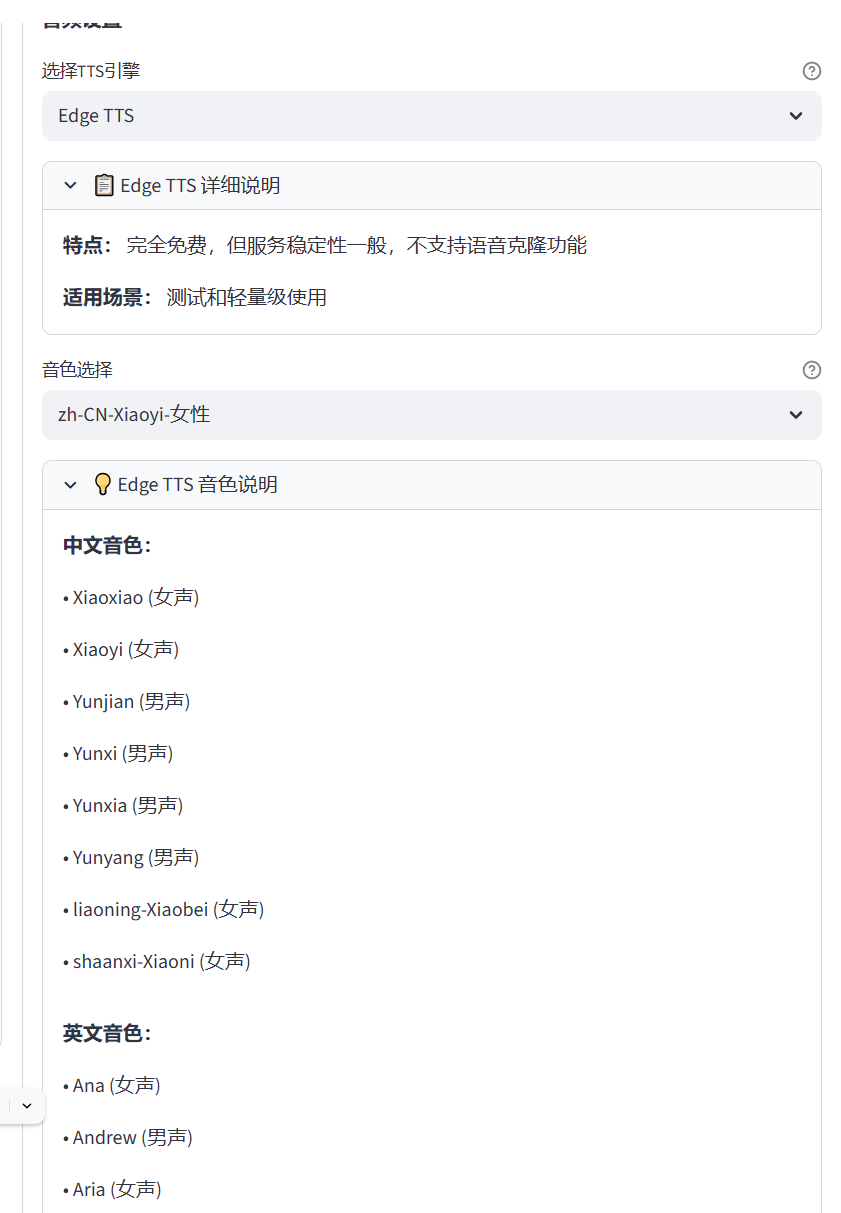 音频设置
选择TTS引擎
Edge TTS
Edge TTS 详细说明
特点： 完全免费，但服务稳定性一般，不支持语音克隆功能
适用场景： 测试和轻量级使用
音色选择
zh-CN-Xiaoyi-女性
Edge TTS 音色说明
中文音色：
• Xiaoxiao (女声)
• Xiaoyi (女声)
• Yunjian (男声)
• Yunxi (男声)
• Yunxia (男声)
• Yunyang (男声)
• liaoning-Xiaobei (女声)
• shaanxi-Xiaoni (女声)
英文音色：
• Ana (女声)
• Andrew (男声)
• Aria (女声)